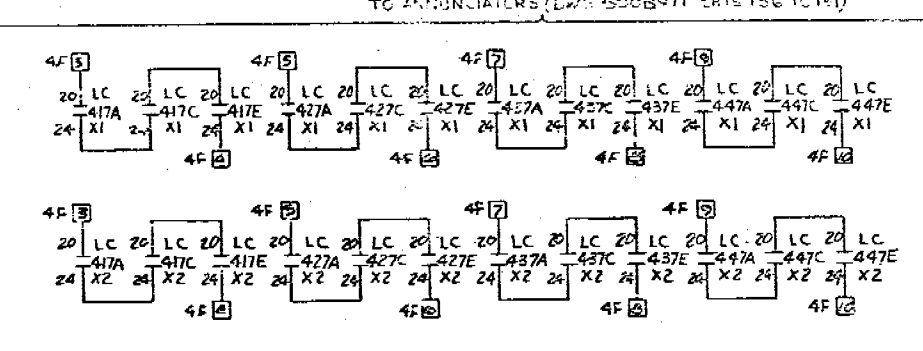 TO ANNUNCIATERS
4F 5 4F 7 4F 9
20 LC 20 LC 20 LC 20 LC 20 LC 20 LC 20 LC 20 LC 20 LC 20 LC 20 LC 20 LC
417A 417C 417E 427A 427C 427E 437A 437C 437E 447A 447C 447E
24 X1 24 X1 24 X1 24 X1 24 X1 X1 24 X1 24 X1 24 X1 24 X1 24 X1 24 X1
4F 4F 4F 4F 10
4F 3 4F 5 4F 7 4F 9
20 LC 20 LC 20 LC 20 LC 20 LC 20 LC 20 LC 20 LC 20 LC 20 LC 20 LC 20 LC
417A 417C 417E 427A 427C 427E 437A 437C 437E 447A 447C 447E
24 X2 24 X2 24 X2 24 X2 24 X2 24 X2 24 X2 24 X2 24 X2 24 X2 24 X2 24 X2
4F 4F 4F 4F 10